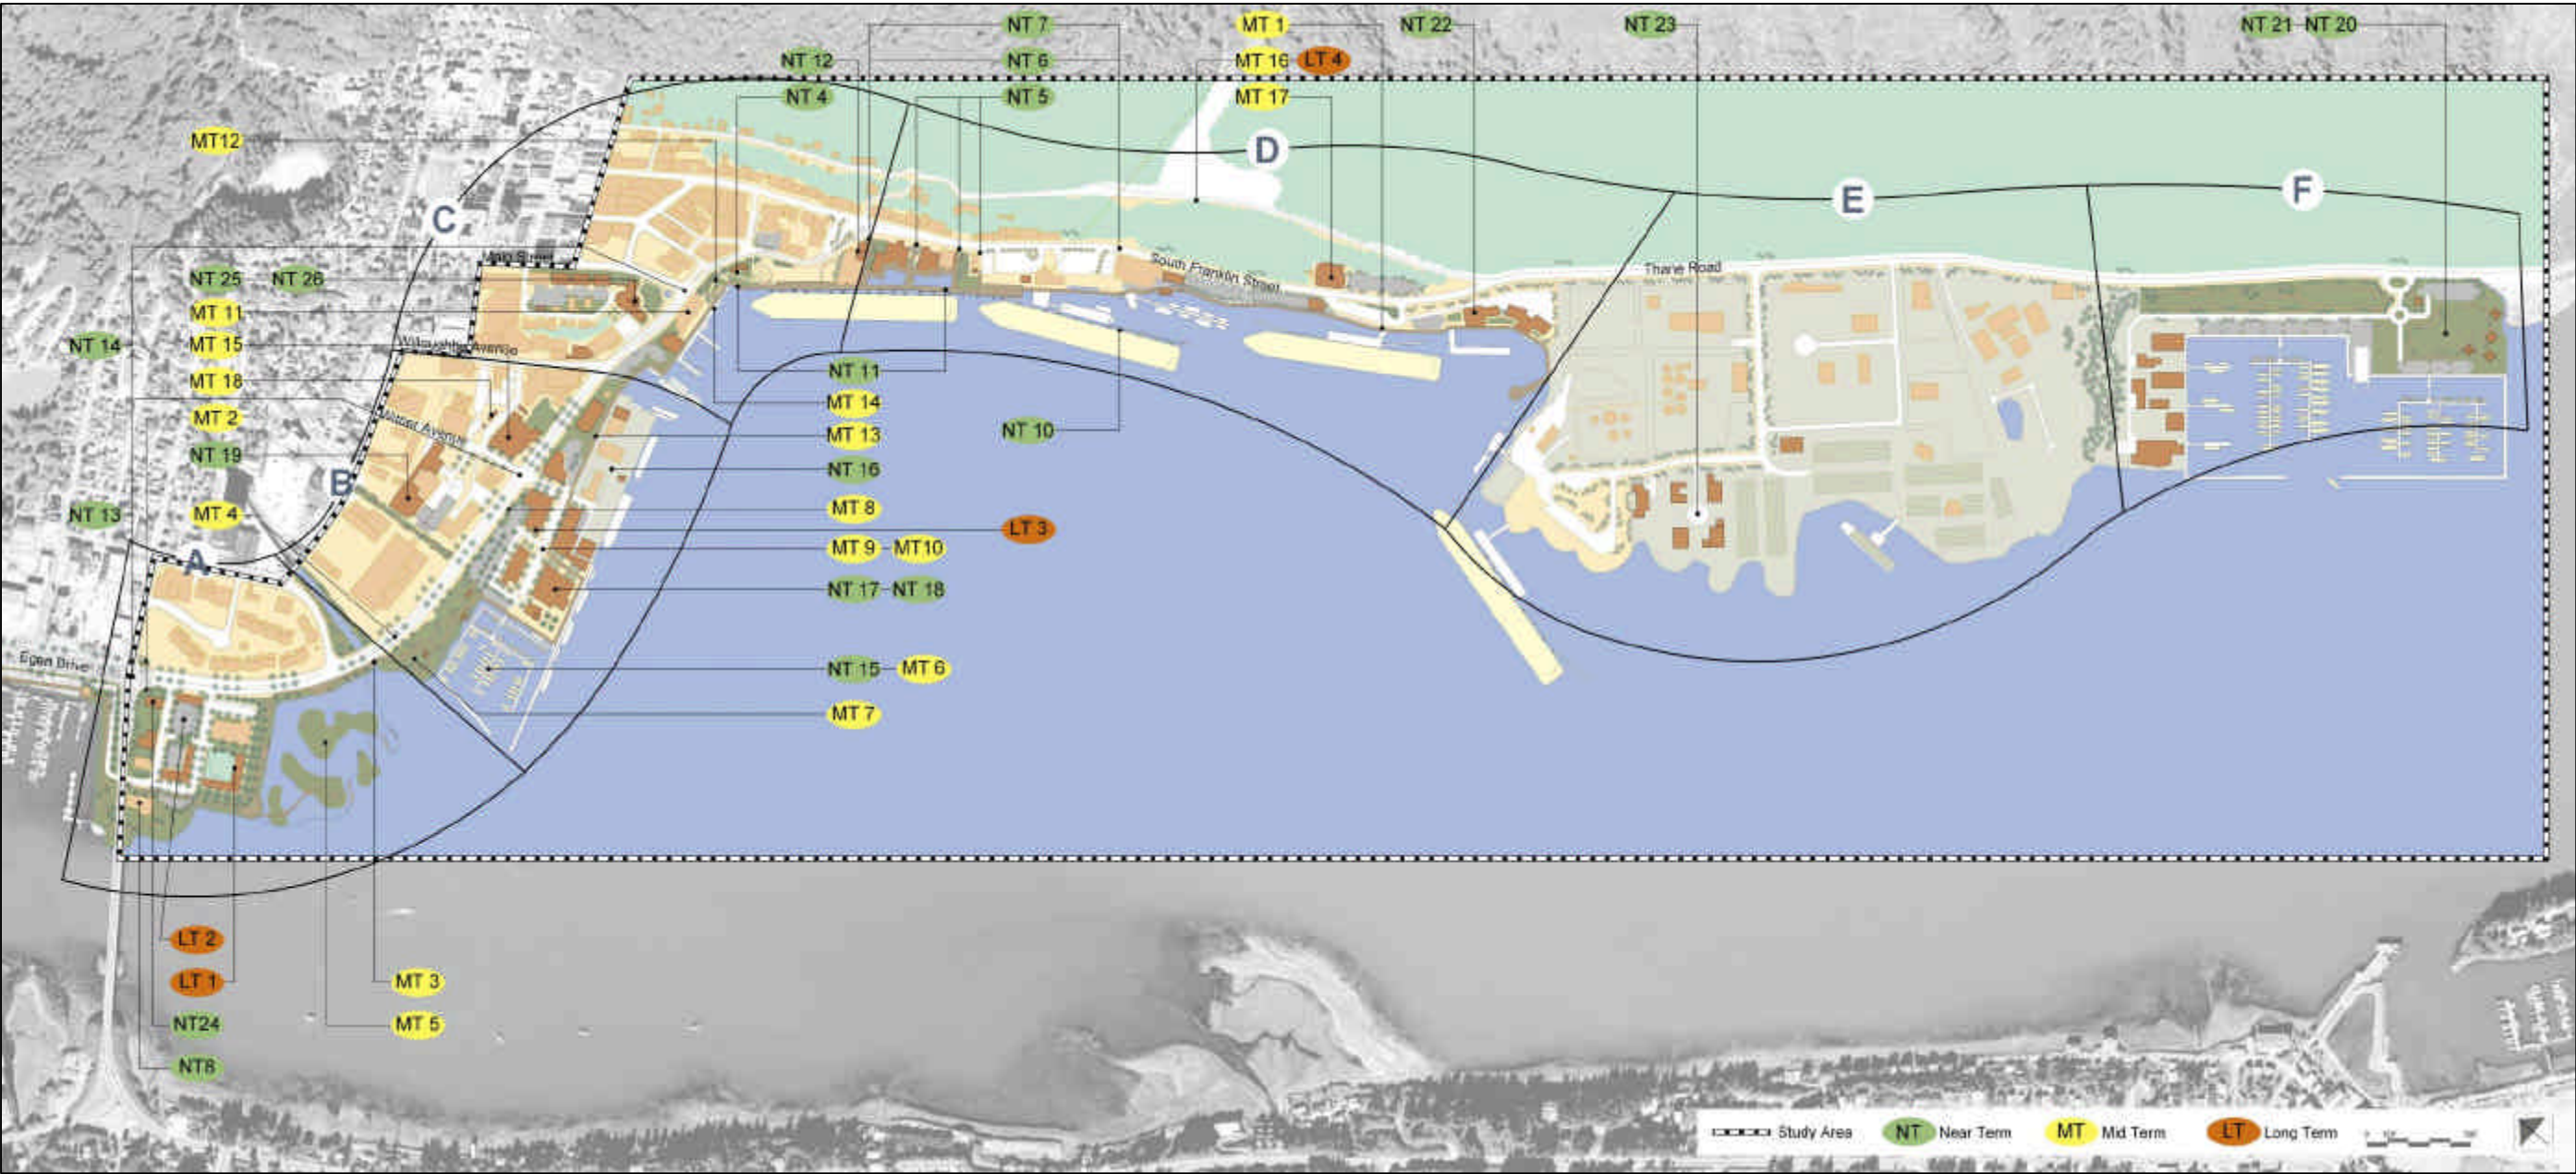 NT 7 MT 1 NT 22 NT 23 NT 21 NT 20
NT 12 NT 6 MT 16 LT 4
NT 4 NT 5 MT 17
MT12
D
E
F
C
South Franklin Street
Thane Road
Main Street
NT 25 NT 26
MT 11
NT 14 MT 15
Willoughby Avenue
NT 11
MT 18
MT 14
MT 2
Whittier Avenue
MT 13
NT 10
NT 19
NT 16
B
NT 13 MT 4
MT 8
LT 3
MT 9 MT10
A
NT 17 NT 18
Egan Drive
NT 15 MT 6
MT 7
LT 2
LT 1 MT 3
NT24 MT 5
NT8
Study Area NT Near Term MT Mid Term LT Long Term